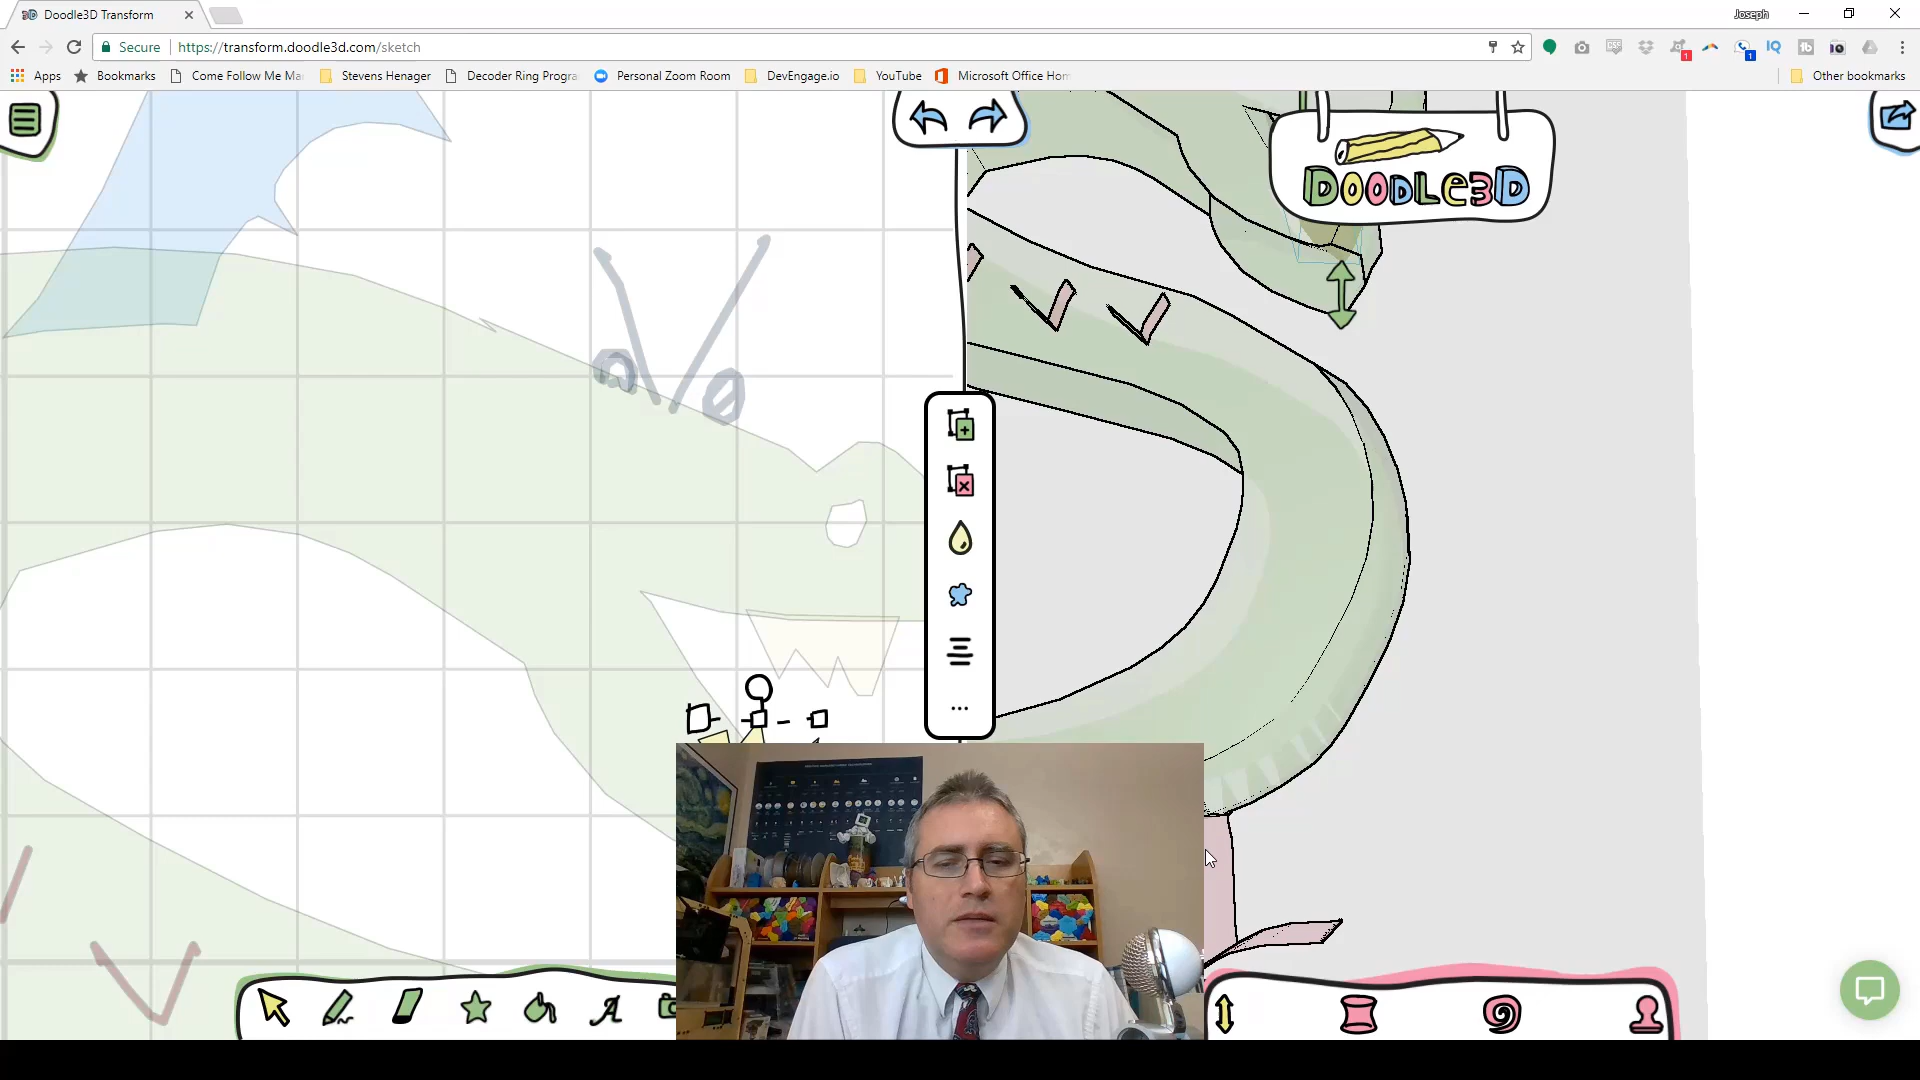 Doodle3D Transform
Joseph
Secure
https://transform.doodle3d.com/sketch
Apps
Bookmarks
Come Follow Me Ma
Stevens Henager
Decoder Ring Progra
Personal Zoom Room
DevEngage.io
YouTube
Microsoft Office Hom
Other bookmarks
DOODLE3D